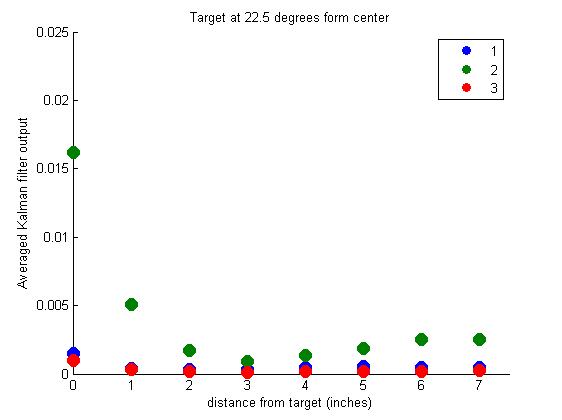 Target at 22.5 degrees form center
0.025
0.02
0.015
0.01
0.005
0
Averaged Kalman filter output
1
2
3
0 1 2 3 4 5 6 7
distance from target (inches)